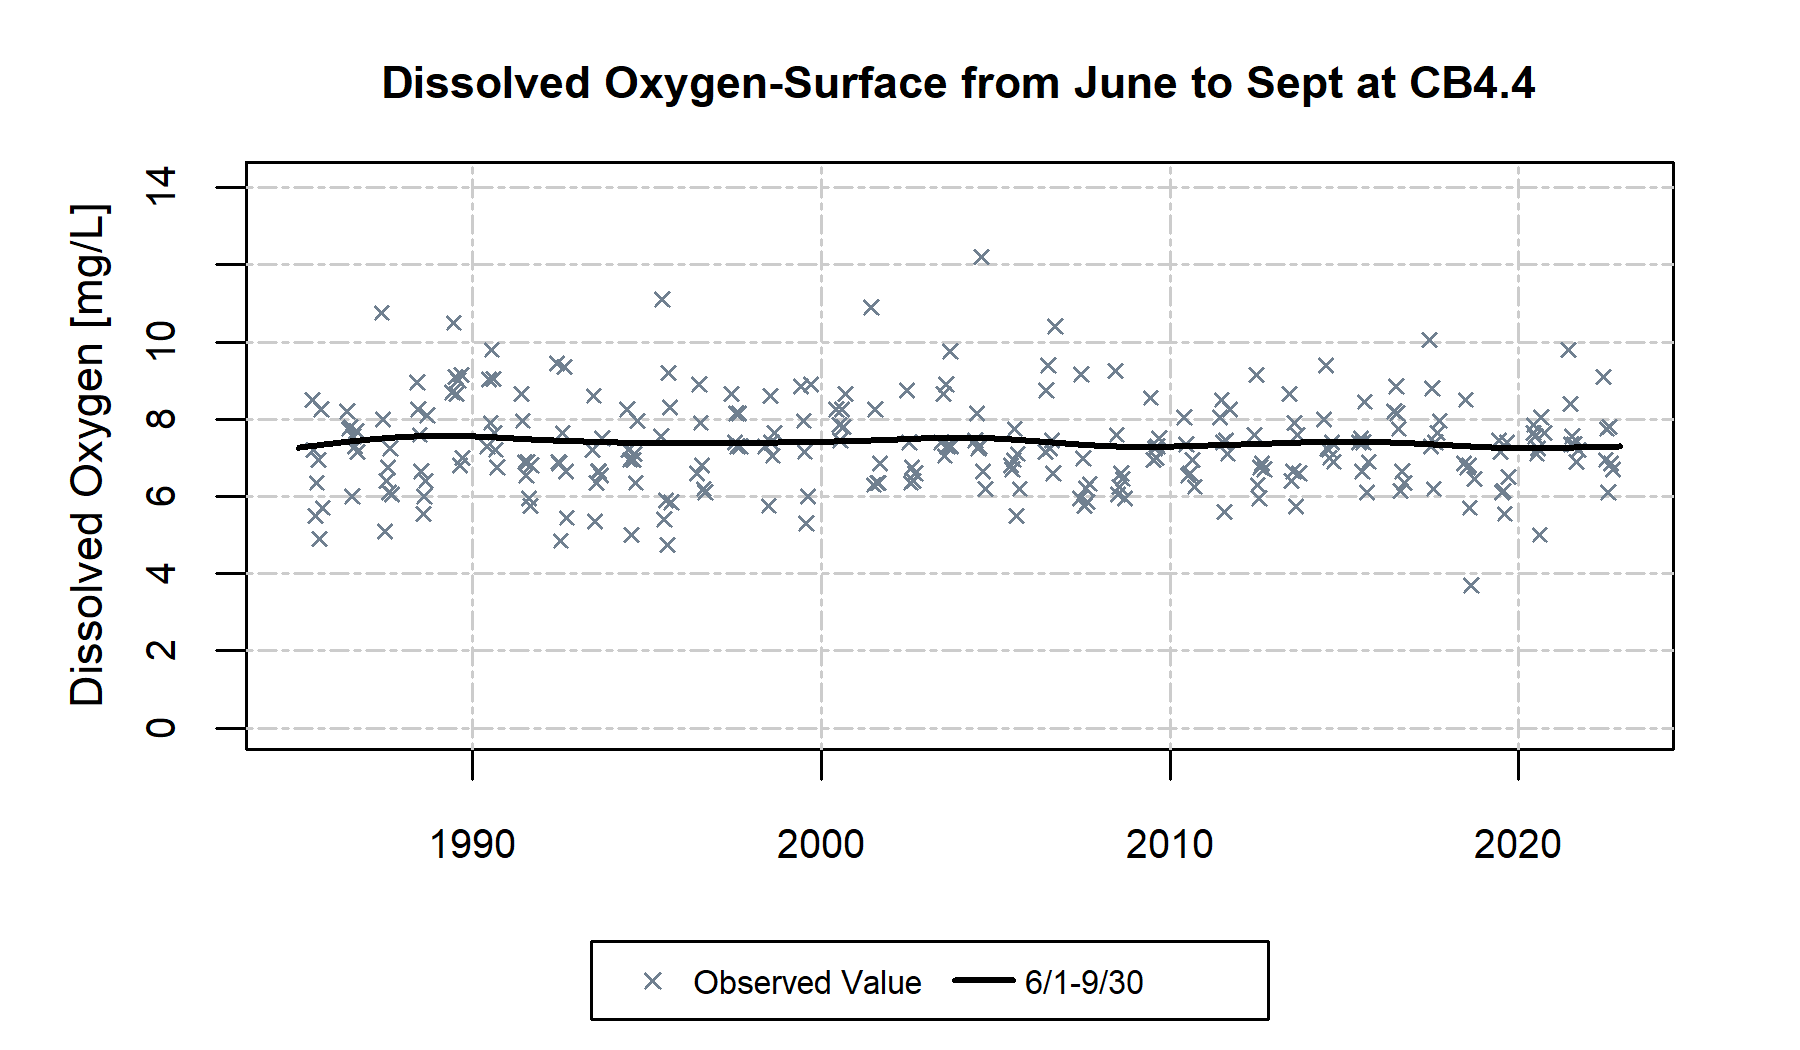 Dissolved Oxygen-Surface from June to Sept at CB4.4
Dissolved Oxygen [mg/L]
14
10
8
6
4
2
0
1990 2000 2010 2020
Observed Value 6/1-9/30